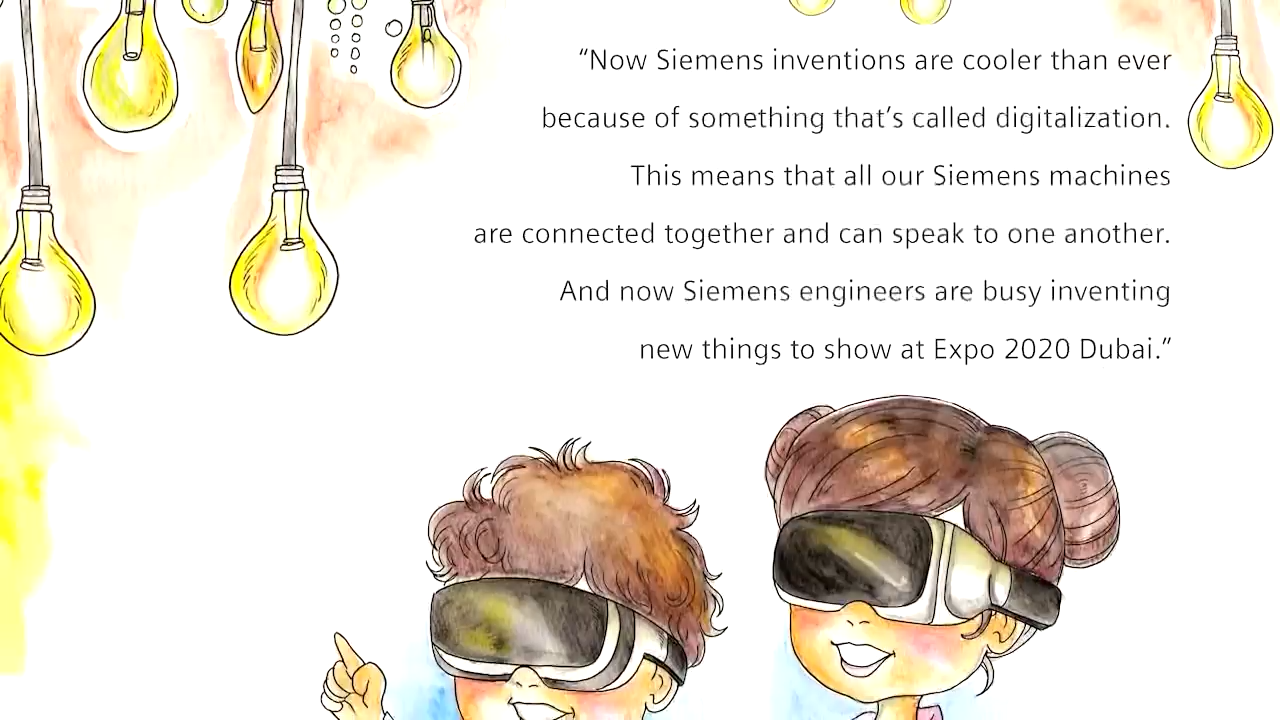 “Now Siemens inventions are cooler than ever
because of something that’s called digitalization.
This means that all our Siemens machines
are connected together and can speak to one another.
And now Siemens engineers are busy inventing
new things to show at Expo 2020 Dubai.”